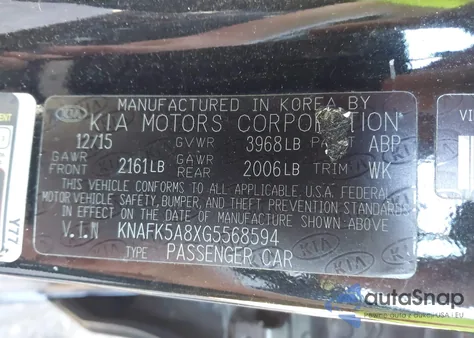 MANUFACTURED IN KOREA BY
KIA MOTORS CORPORATION
12/15 GVWR 3968LB ABP
GAWR FRONT 2161LB GAWR REAR 2006LB TRIM WK
THIS VEHICLE CONFORMS TO ALL APPLICABLE U.S.A FEDERAL
MOTOR VEHICLE SAFETY, BUMPER, AND THEFT PREVENTION STANDARDS
IN EFFECT ON THE DATE OF MANUFACTURE SHOWN ABOVE
V.I.N KNAFK5A8XG5568594
TYPE PASSENGER CAR
KIA
autoSnap